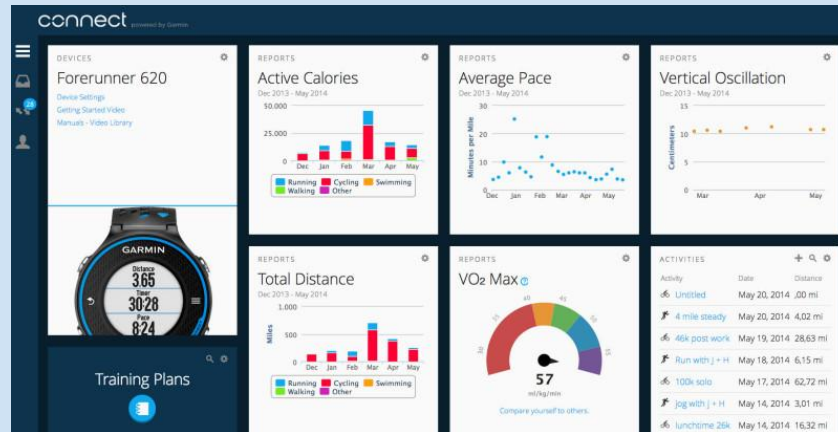 connect powered by Garmin
28
DEVICES
Forerunner 620
Device Settings
Getting Started Video
Manuals - Video Library
GARMIN
Distance
3.65
Timer
30:28
Pace
8:24
Training Plans
REPORTS
Active Calories
Dec 2013 - May 2014
50.000
25.000
0
Dec Jan Feb Mar Apr May
Running Cycling Swimming
Walking Other
REPORTS
Average Pace
Dec 2013 - May 2014
Minutes per Mile
30
20
10
0
Dec Jan Feb Mar Apr May
REPORTS
Vertical Oscillation
Dec 2013 - May 2014
Centimeters
15
10
5
0
Mar Apr May
REPORTS
Total Distance
Dec 2013 - May 2014
Miles
1.000
500
0
Dec Jan Feb Mar Apr May
Running Cycling Swimming
Walking Other
REPORTS
VO2 Max
30 35 40 45 50 55
57
ml/kg/min
Compare yourself to others.
ACTIVITIES
Activity Date Distance
Untitled May 20, 2014 ,00 mi
4 mile steady May 20, 2014 4,02 mi
46k post work May 19, 2014 28,63 mi
Run with j + H May 18, 2014 6,15 mi
100k solo May 17, 2014 62,72 mi
jog with j + H May 14, 2014 3,01 mi
lunchtime 26k May 14, 2014 16,32 mi